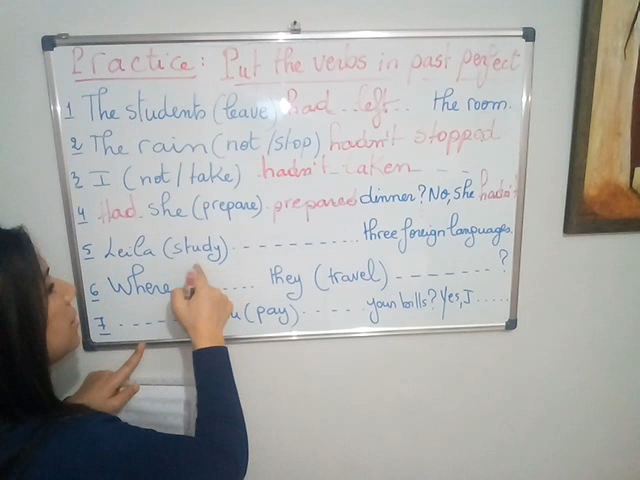 Practice: Put the verbs in past perfect
1 The students (leave) had left the room.
2 The rain (not/stop) hadn't stopped
3 I (not/take) hadn't taken
4 Had she (prepare) prepared dinner? No, she hadn't
5 Leila (study) ............ three foreign languages.
6 Where .... they (travel) ------- ?
7 ----- u (pay) ..... your bills? Yes, I ......